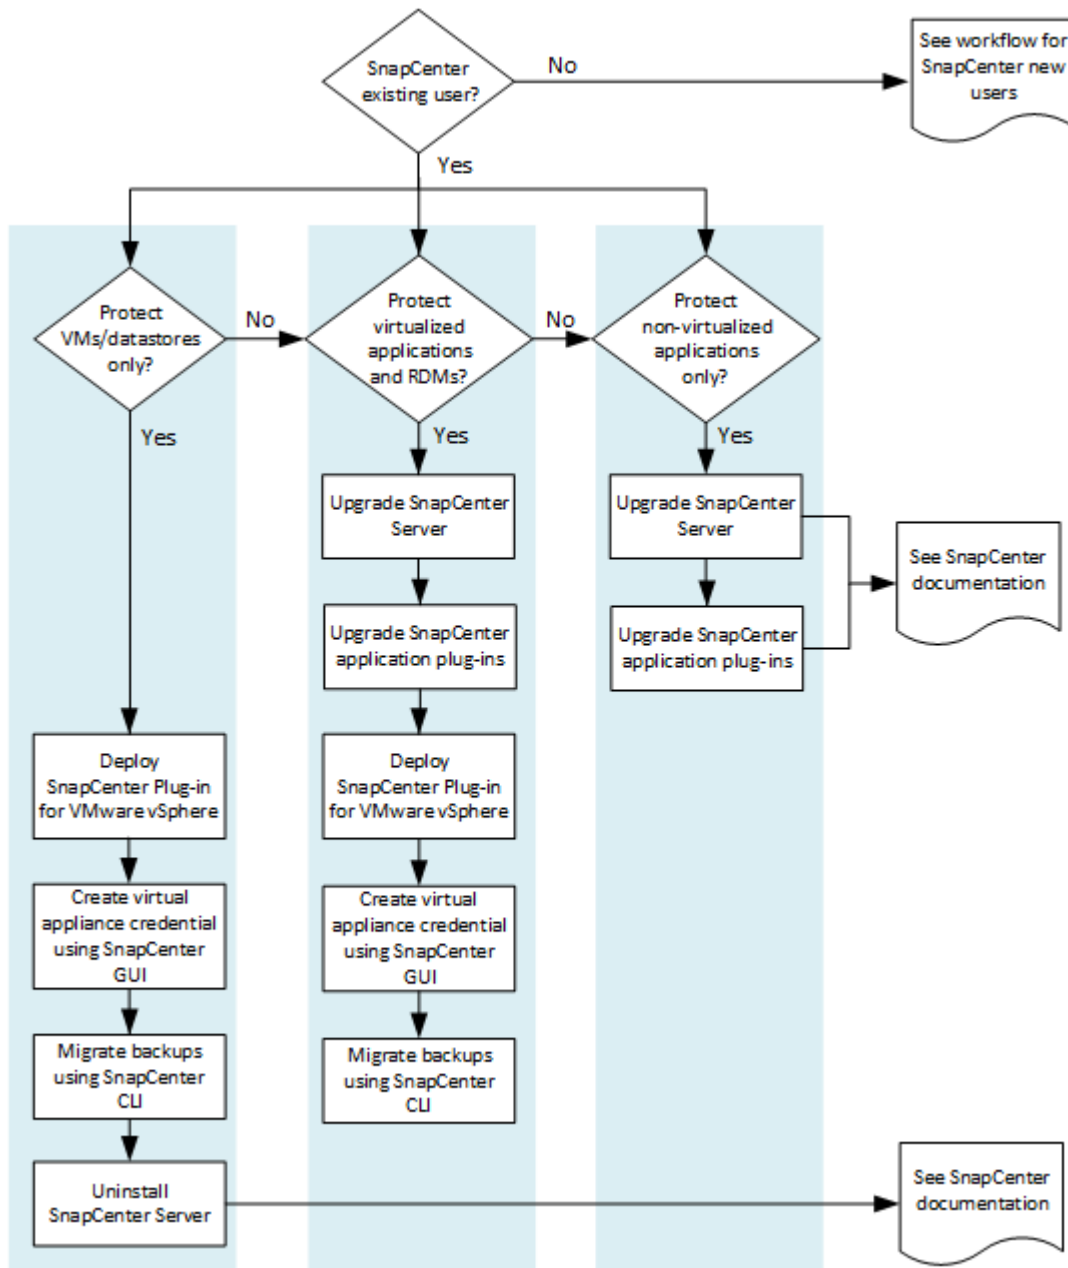 SnapCenter
existing user?
No
See workflow for
SnapCenter new
users
Yes
Protect
VMs/datastores
only?
No
Protect
virtualized
applications
and RDMs?
No
Protect
non-virtualized
applications
only?
Yes
Yes
Yes
Upgrade SnapCenter
Server
Upgrade SnapCenter
Server
See SnapCenter
documentation
Upgrade SnapCenter
application plug-ins
Upgrade SnapCenter
application plug-ins
Deploy
SnapCenter Plug-in
for VMware vSphere
Deploy
SnapCenter Plug-in
for VMware vSphere
Create virtual
appliance credential
using SnapCenter
GUI
Create virtual
appliance credential
using SnapCenter
GUI
Migrate backups
using SnapCenter
CLI
Migrate backups
using SnapCenter
CLI
Uninstall
SnapCenter Server
See SnapCenter
documentation